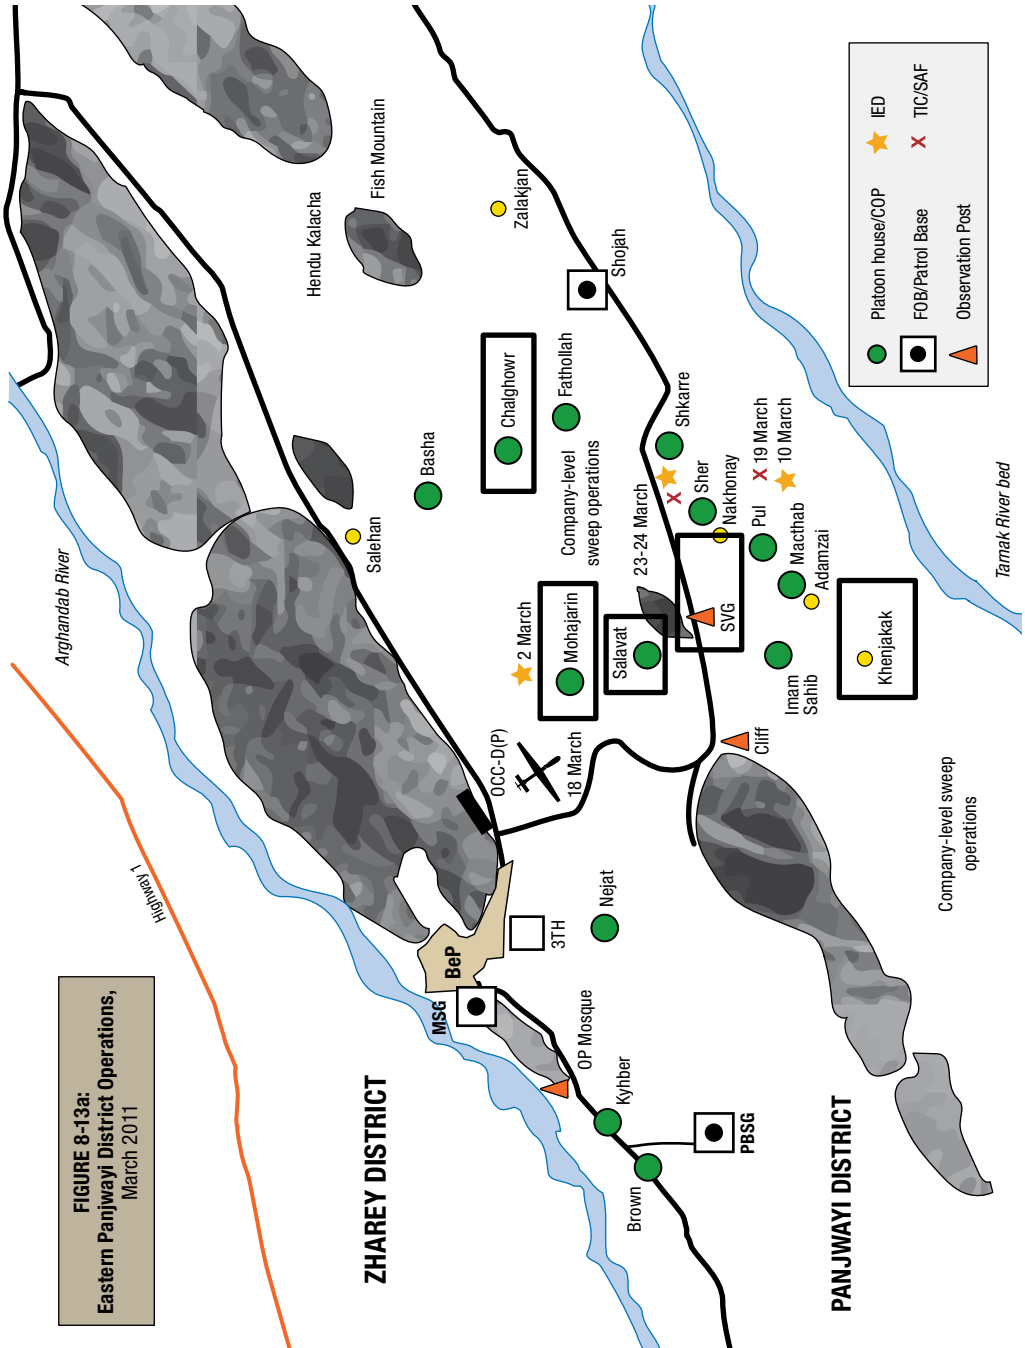 FIGURE 8-13a:
Eastern Panjwayi District Operations,
March 2011
Highway 1
Arghandab River
ZHAREY DISTRICT
MSG
BeP
OP Mosque
Kyhber
Brown
PBSG
3TH
Nejat
OCC-D(P)
18 March
2 March
Mohajarin
Salavat
Salehan
Basha
Hendu Kalacha
Fish Mountain
Zalakjan
Shojah
Chalghowr
Fathollah
Company-level
sweep operations
23-24 March
Shkarre
Sher
Nakhonay
SVG
Cliff
Pul
19 March
10 March
Macthab
Adamzai
Imam
Sahib
Khenjakak
Company-level sweep
operations
PANJWAYI DISTRICT
Tarnak River bed
Platoon house/COP
IED
FOB/Patrol Base
X TIC/SAF
Observation Post